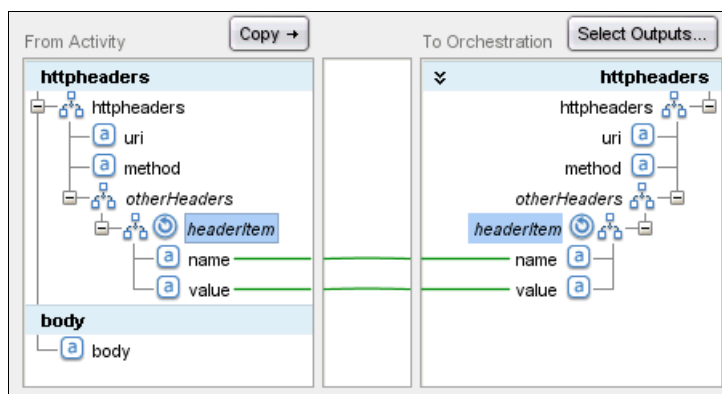 From Activity
Copy →
To Orchestration
Select Outputs...
httpheaders
httpheaders
uri
a
method
a
otherHeaders
headerItem
name
a
value
a
body
body
a
httpheaders
httpheaders
uri
a
method
a
otherHeaders
headerItem
name
a
value
a